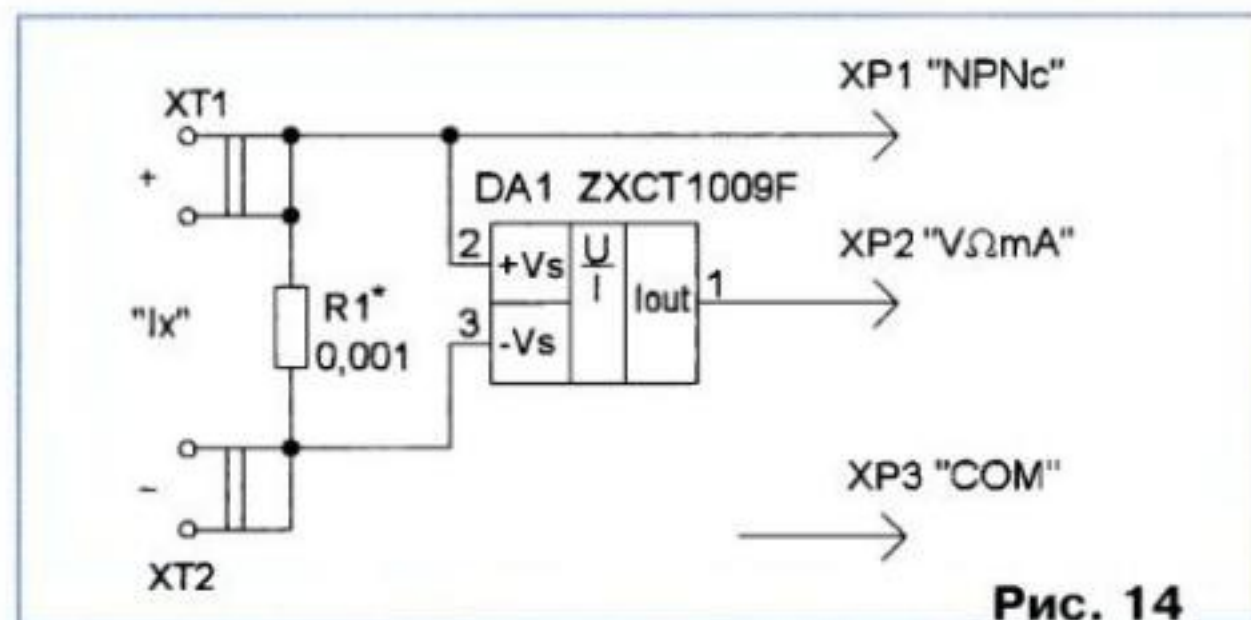 XP1 "NPNc"
XT1
+
DA1 ZXCT1009F
2
+Vs
U
I
Iout
1
XP2 "VΩmA"
"Ix"
R1*
0,001
3
-Vs
XP3 "COM"
-
XT2
Рис. 14